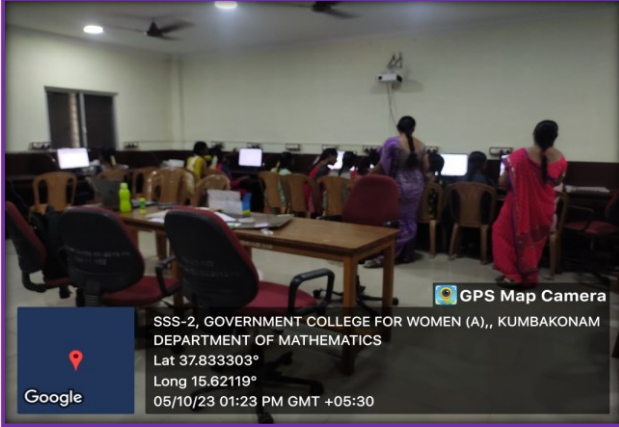 GPS Map Camera
SSS-2, GOVERNMENT COLLEGE FOR WOMEN (A),, KUMBAKONAM
DEPARTMENT OF MATHEMATICS
Lat 37.833303°
Long 15.62119°
05/10/23 01:23 PM GMT +05:30
Google